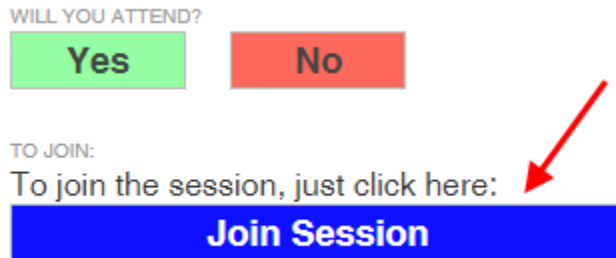 WILL YOU ATTEND?
Yes No
TO JOIN:
To join the session, just click here:
Join Session